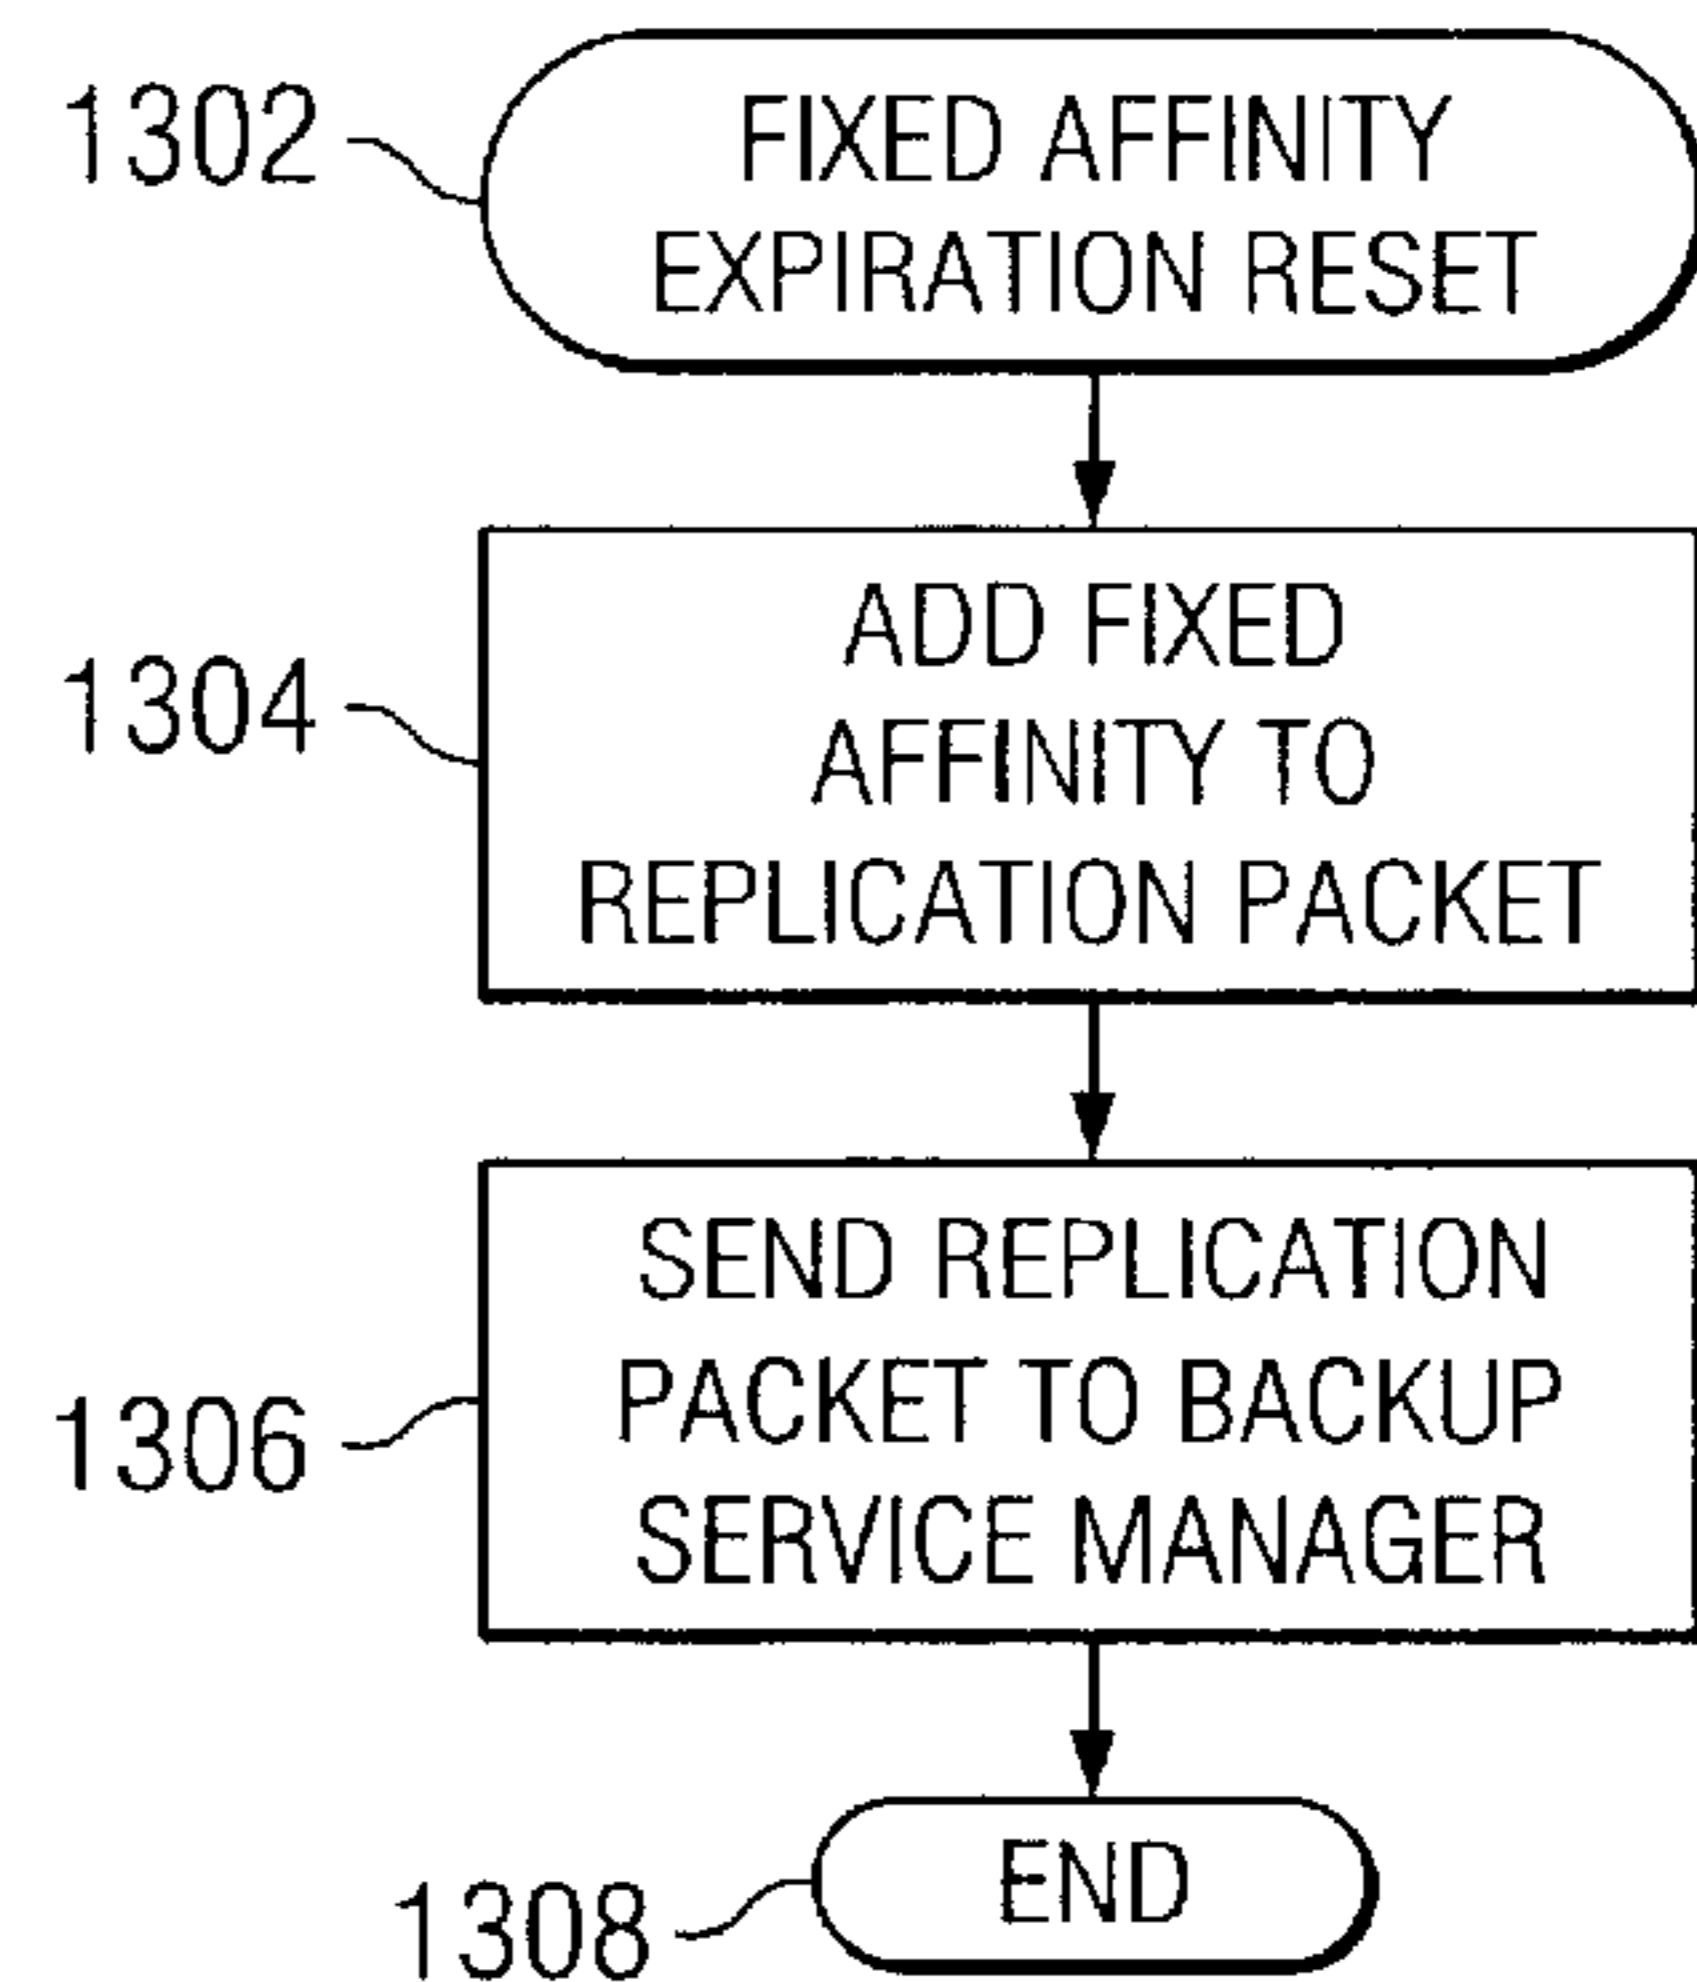 1302
FIXED AFFINITY
EXPIRATION RESET
1304
ADD FIXED
AFFINITY TO
REPLICATION PACKET
1306
SEND REPLICATION
PACKET TO BACKUP
SERVICE MANAGER
1308
END